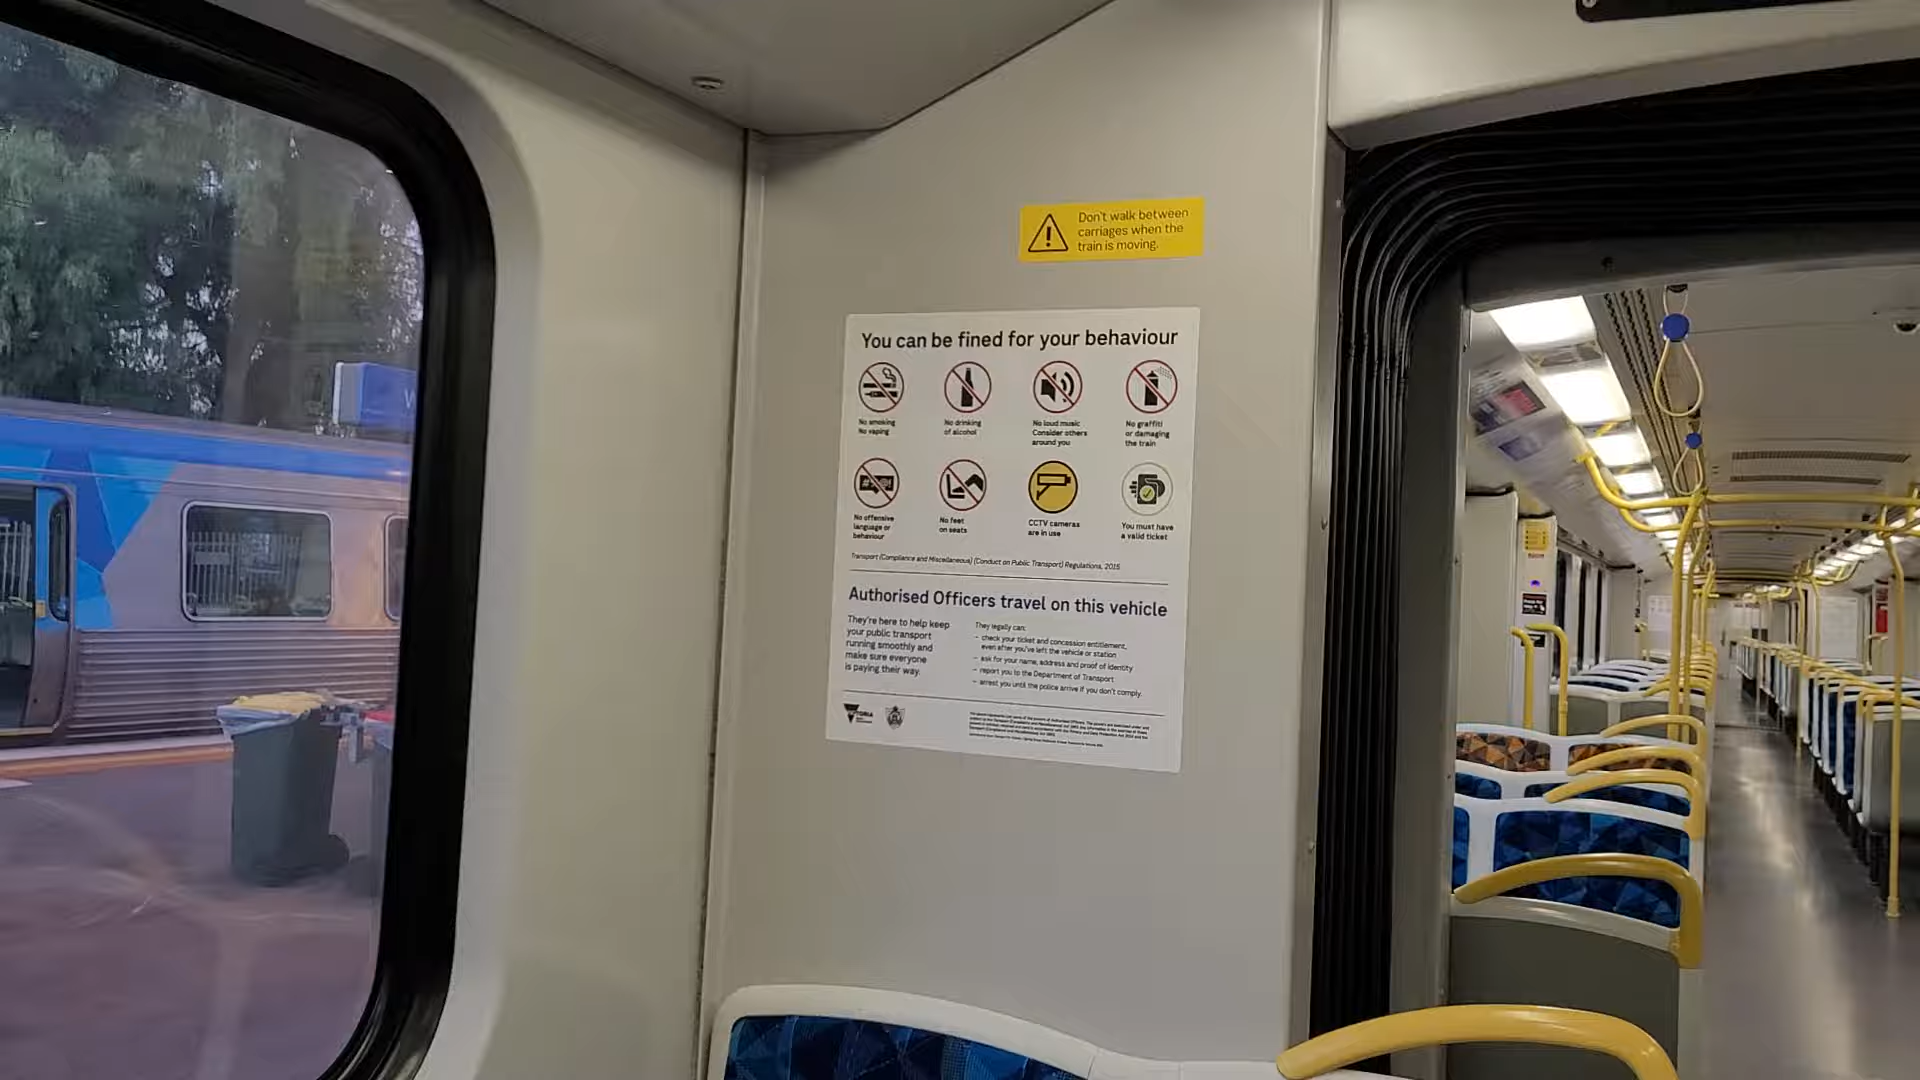 Don't walk between
carriages when the
train is moving.
You can be fined for your behaviour
No smoking
No vaping
No drinking
of alcohol
No loud music
Consider others
around you
No graffiti
or damaging
the train
No offensive
language or
behaviour
No feet
on seats
CCTV cameras
are in use
You must have
a valid ticket
Transport (Compliance and Miscellaneous) (Conduct on Public Transport) Regulations, 2015
Authorised Officers travel on this vehicle
They're here to help keep
your public transport
running smoothly and
make sure everyone
is paying their way.
They legally can:
- check your ticket and concession entitlement,
even after you've left the vehicle or station
- ask for your name, address and proof of identity
- report you to the Department of Transport
- arrest you until the police arrive if you don't comply.